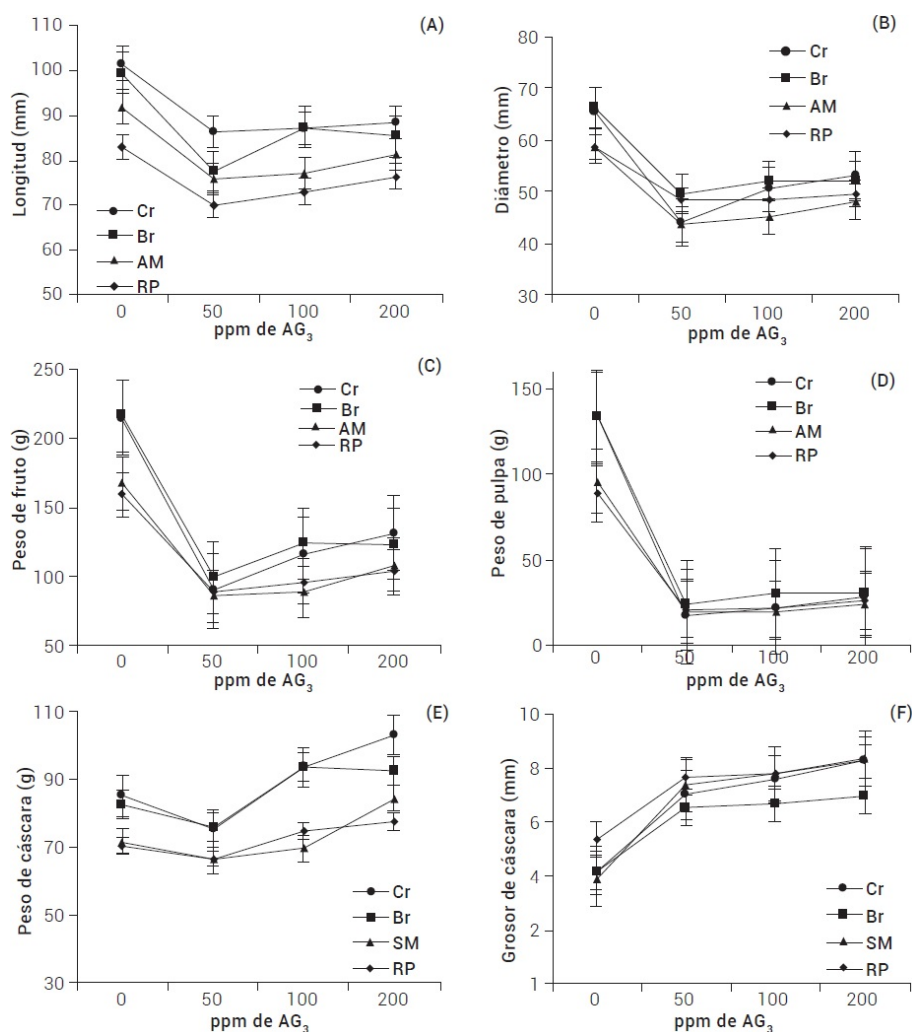 (A)
Longitud (mm)
110
100
90
80
70
60
50
Cr
Br
AM
RP
0 50 100 200
ppm de AG₃
(B)
Diámetro (mm)
80
70
60
50
40
30
Cr
Br
AM
RP
0 50 100 200
ppm de AG₃
(C)
Peso de fruto (g)
250
200
150
100
50
Cr
Br
AM
RP
0 50 100 200
ppm de AG₃
(D)
Peso de pulpa (g)
150
100
50
0
Cr
Br
AM
RP
0 50 100 200
ppm de AG₃
(E)
Peso de cáscara (g)
110
90
70
50
30
Cr
Br
SM
RP
0 50 100 200
ppm de AG₃
(F)
Grosor de cáscara (mm)
10
8
6
4
2
1
Cr
Br
SM
RP
0 50 100 200
ppm de AG₃